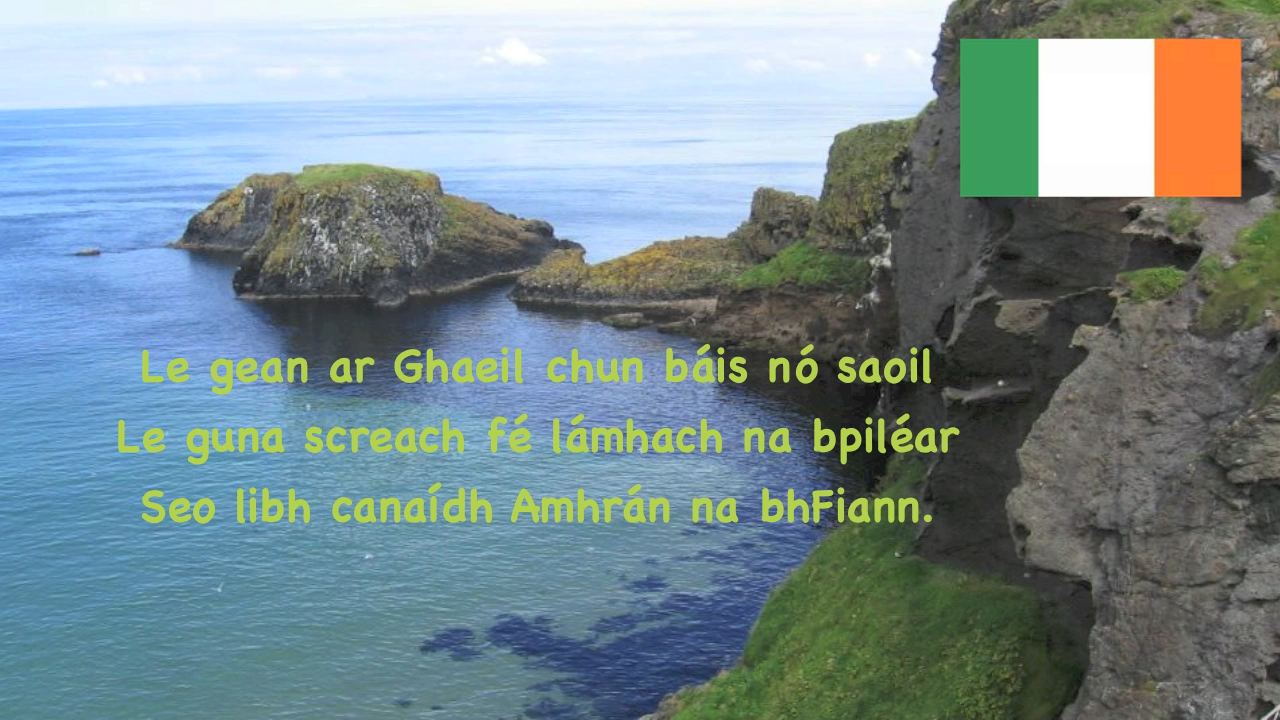 Le gean ar Ghaeil chun báis nó saoil
Le guna screach fé lámhach na bpiléar
Seo libh canaídh Amhrán na bhFiann.